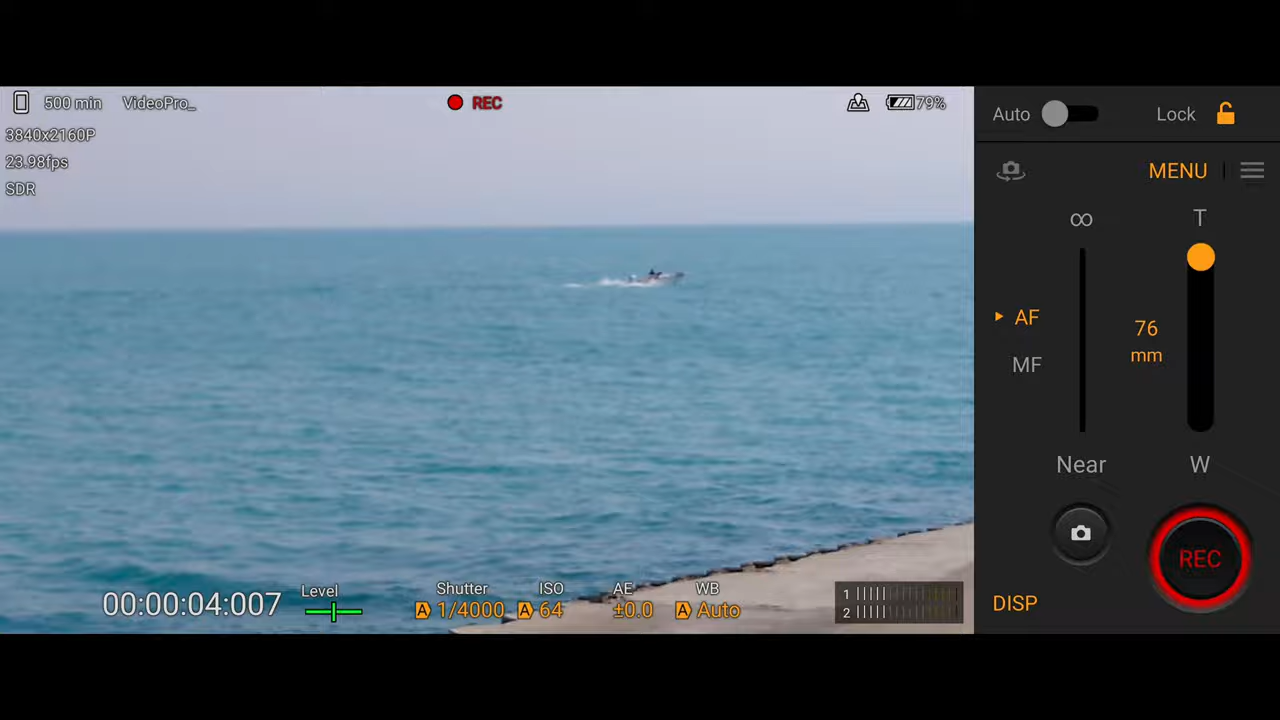 500 min VideoPro_ REC 79%
3840x2160P
23.98fps
SDR
Auto Lock
MENU
∞ T
AF
MF
76
mm
Near W
REC
DISP
00:00:04:007
Level
Shutter ISO AE WB
A 1/4000 A 64 ±0.0 A Auto
1
2